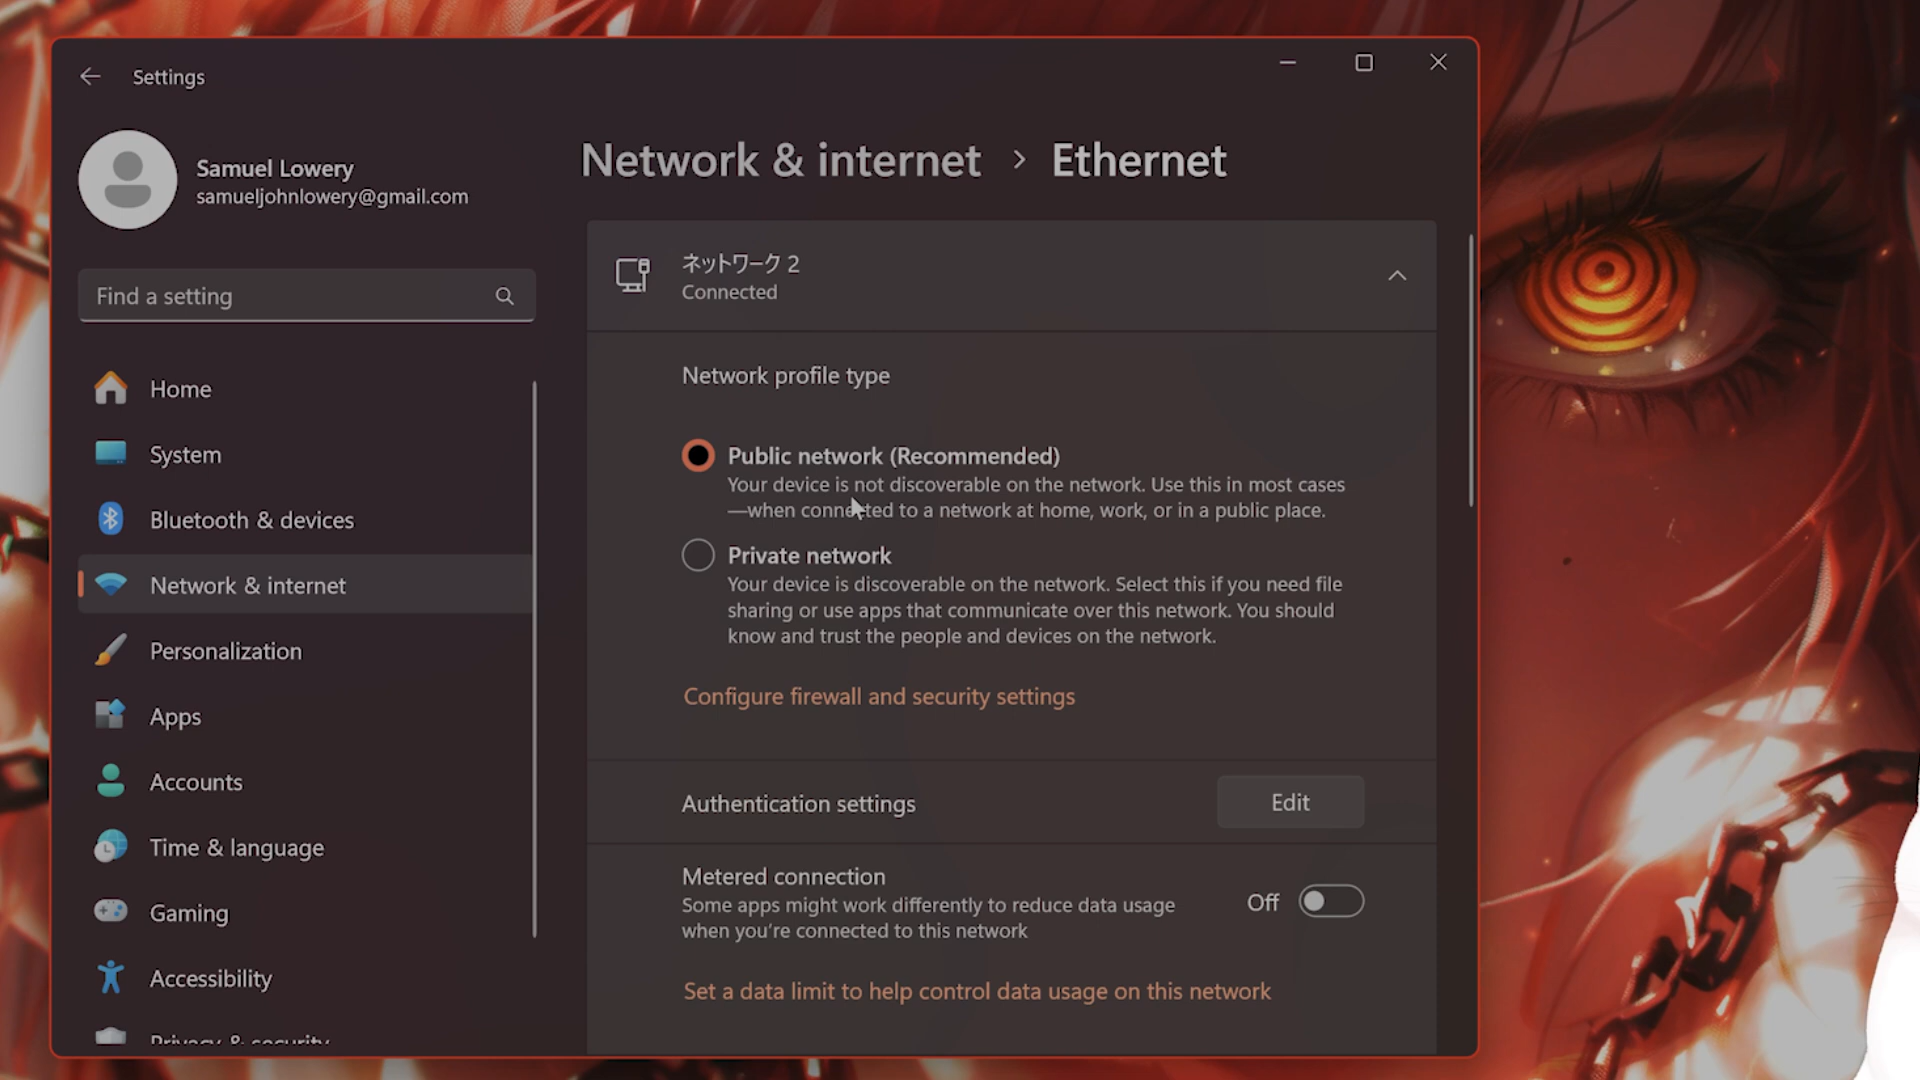 Settings
Samuel Lowery
samueljohnlowery@gmail.com
Find a setting
Home
System
Bluetooth & devices
Network & internet
Personalization
Apps
Accounts
Time & language
Gaming
Accessibility
Privacy & security
Network & internet > Ethernet
ネットワーク 2
Connected
Network profile type
Public network (Recommended)
Your device is not discoverable on the network. Use this in most cases
—when connected to a network at home, work, or in a public place.
Private network
Your device is discoverable on the network. Select this if you need file
sharing or use apps that communicate over this network. You should
know and trust the people and devices on the network.
Configure firewall and security settings
Authentication settings
Edit
Metered connection
Some apps might work differently to reduce data usage
when you're connected to this network
Off
Set a data limit to help control data usage on this network